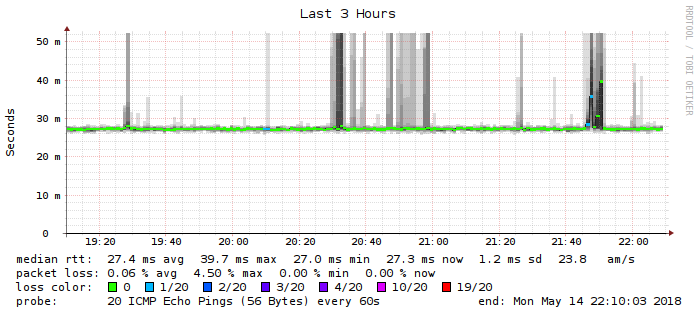 Last 3 Hours
RRDTOOL / TOBI OETIKER
Seconds
50 m
40 m
30 m
20 m
10 m
0
19:20 19:40 20:00 20:20 20:40 21:00 21:20 21:40 22:00
median rtt: 27.4 ms avg 39.7 ms max 27.0 ms min 27.3 ms now 1.2 ms sd 23.8 am/s
packet loss: 0.06 % avg 4.50 % max 0.00 % min 0.00 % now
loss color: 0 1/20 2/20 3/20 4/20 10/20 19/20
probe: 20 ICMP Echo Pings (56 Bytes) every 60s end: Mon May 14 22:10:03 2018